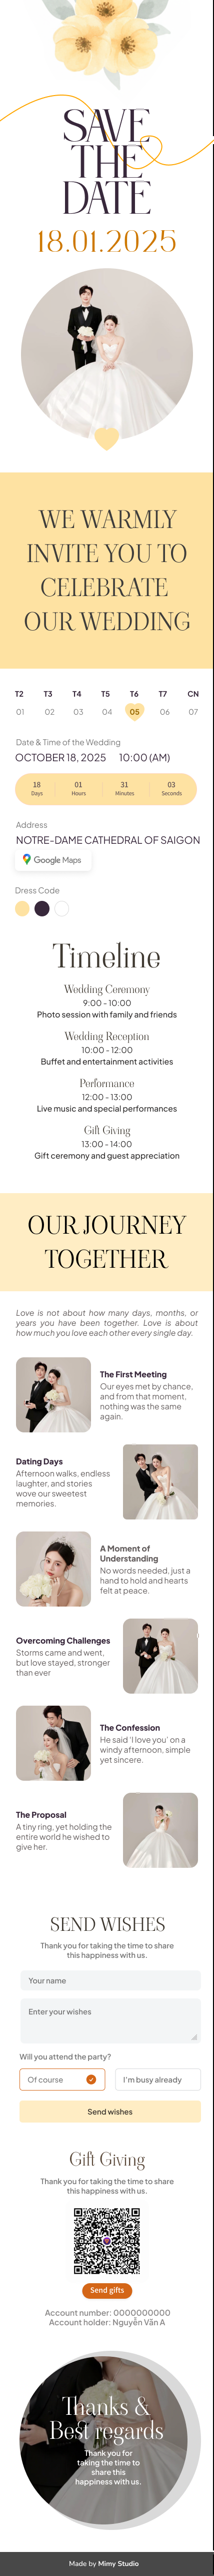 SAVE
THE
DATE
18.01.2025
WE WARMLY
INVITE YOU TO
CELEBRATE
OUR WEDDING
T2 T3 T4 T5 T6 T7 CN
01 02 03 04 05 06 07
Date & Time of the Wedding
OCTOBER 18, 2025 10:00 (AM)
18 01 31 03
Days Hours Minutes Seconds
Address
NOTRE-DAME CATHEDRAL OF SAIGON
Google Maps
Dress Code
Timeline
Wedding Ceremony
9:00 - 10:00
Photo session with family and friends
Wedding Reception
10:00 - 12:00
Buffet and entertainment activities
Performance
12:00 - 13:00
Live music and special performances
Gift Giving
13:00 - 14:00
Gift ceremony and guest appreciation
OUR JOURNEY
TOGETHER
Love is not about how many days, months, or
years you have been together. Love is about
how much you love each other every single day.
The First Meeting
Our eyes met by chance,
and from that moment,
nothing was the same
again.
Dating Days
Afternoon walks, endless
laughter, and stories
wove our sweetest
memories.
A Moment of
Understanding
No words needed, just a
hand to hold and hearts
felt at peace.
Overcoming Challenges
Storms came and went,
but love stayed, stronger
than ever
The Confession
He said 'I love you' on a
windy afternoon, simple
yet sincere.
The Proposal
A tiny ring, yet holding the
entire world he wished to
give her.
SEND WISHES
Thank you for taking the time to share
this happiness with us.
Your name
Enter your wishes
Will you attend the party?
Of course I'm busy already
Send wishes
Gift Giving
Thank you for taking the time to share
this happiness with us.
Send gifts
Account number: 0000000000
Account holder: Nguyễn Văn A
Thanks &
Best regards
Thank you for
taking the time to
share this
happiness with us.
Made by Mimy Studio